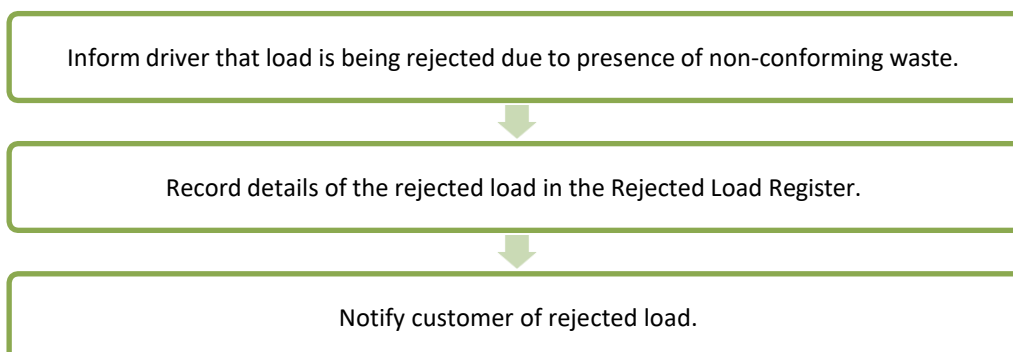 Inform driver that load is being rejected due to presence of non-conforming waste.
Record details of the rejected load in the Rejected Load Register.
Notify customer of rejected load.